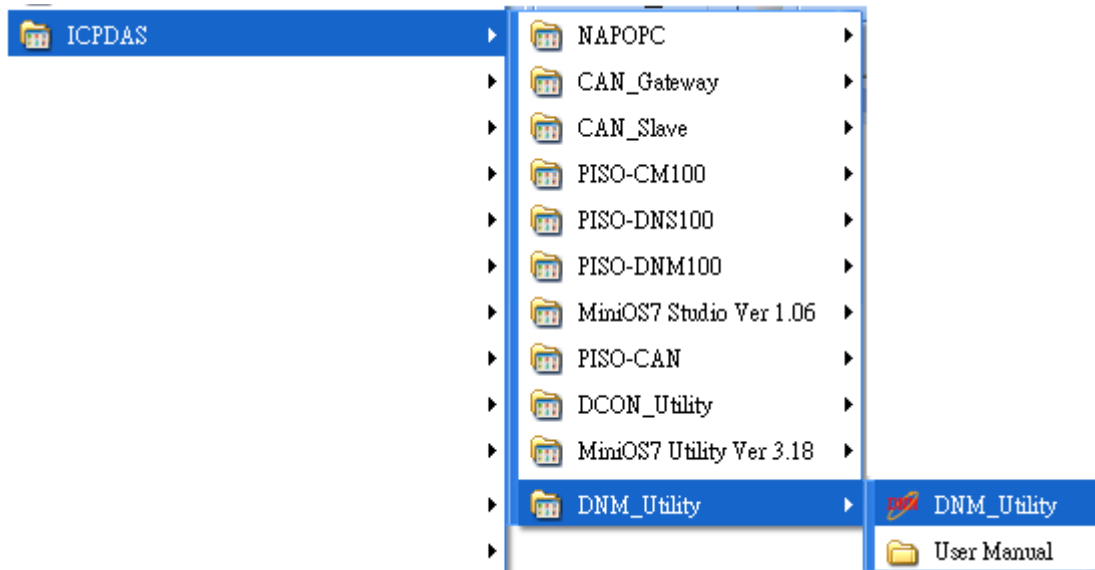 ICPDAS
NAPOPC
CAN_Gateway
CAN_Slave
PISO-CM100
PISO-DNS100
PISO-DNM100
MiniOS7 Studio Ver 1.06
PISO-CAN
DCON_Utility
MiniOS7 Utility Ver 3.18
DNM_Utility
DNM_Utility
User Manual